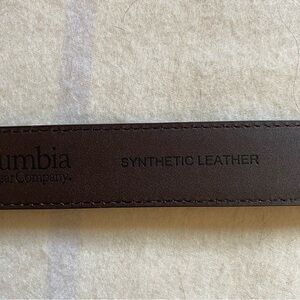 umbia
ear Company.
SYNTHETIC LEATHER